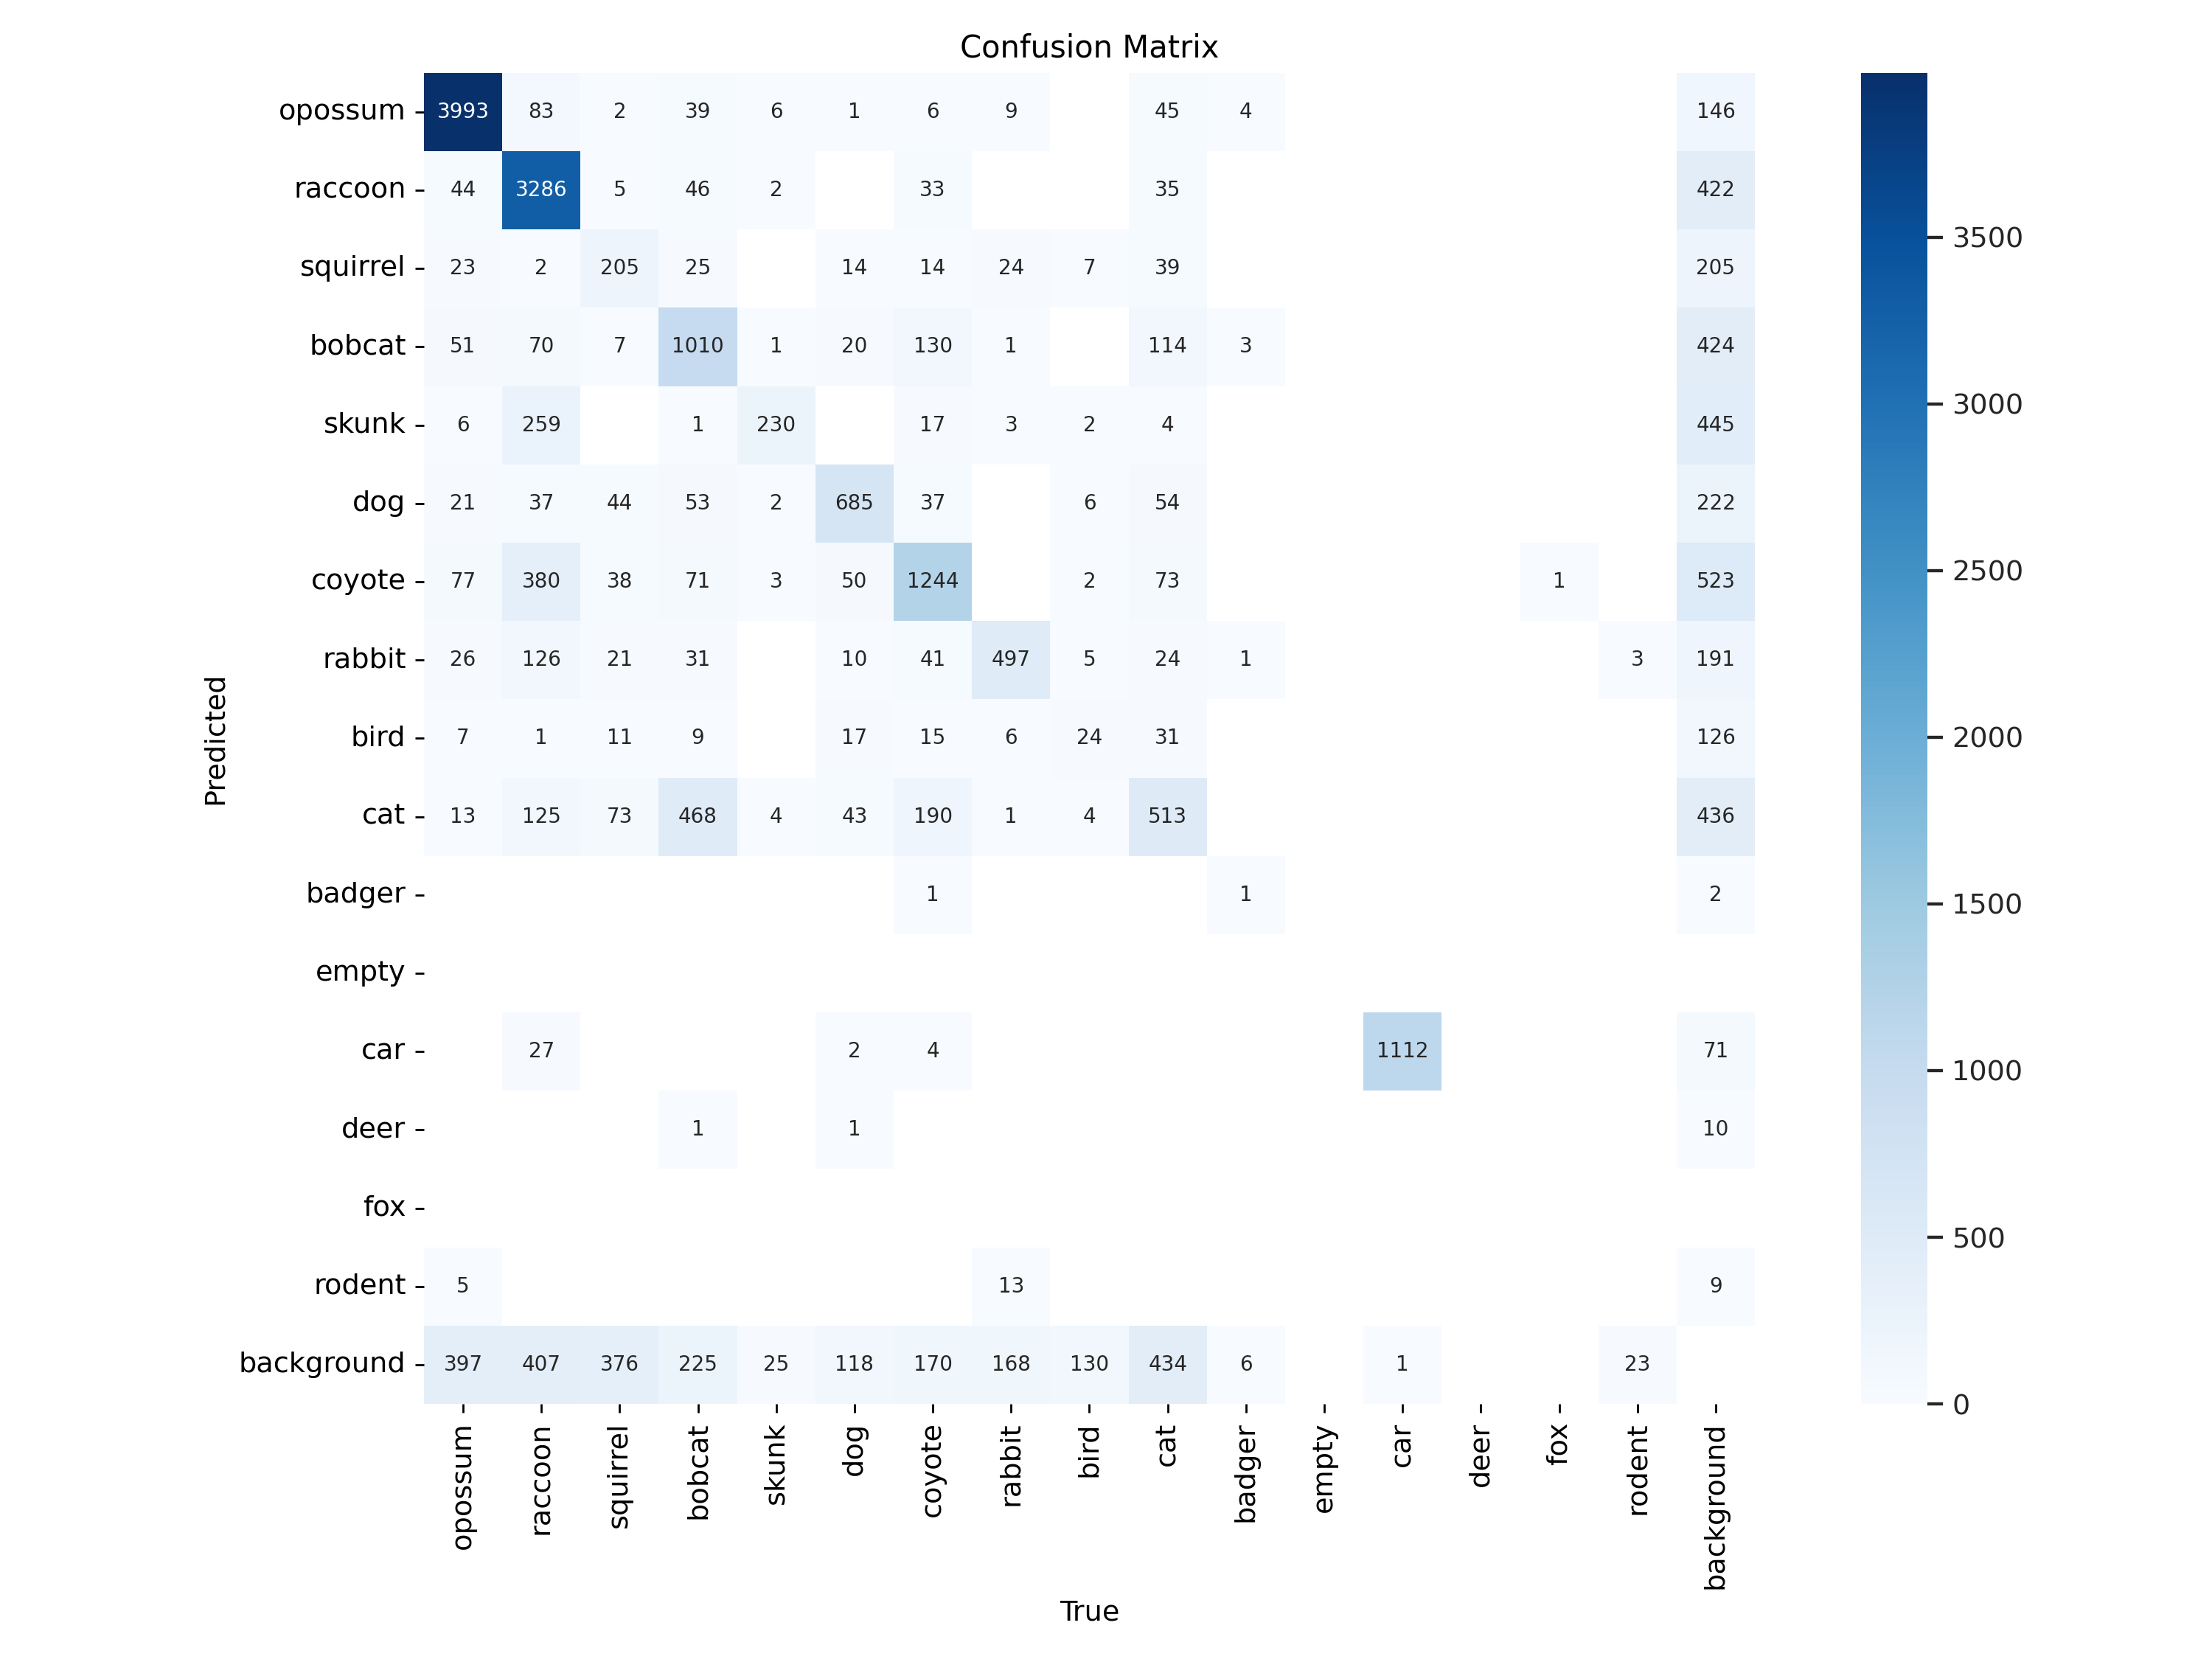 Confusion Matrix
opossum 3993 83 2 39 6 1 6 9 45 4 146
raccoon 44 3286 5 46 2 33 35 422
3500
squirrel 23 2 205 25 14 14 24 7 39 205
bobcat 51 70 7 1010 1 20 130 1 114 3 424
3000
skunk 6 259 1 230 17 3 2 4 445
dog 21 37 44 53 2 685 37 6 54 222
2500
coyote 77 380 38 71 3 50 1244 2 73 1 523
rabbit 26 126 21 31 10 41 497 5 24 1 3 191
Predicted
2000
bird 7 1 11 9 17 15 6 24 31 126
cat 13 125 73 468 4 43 190 1 4 513 436
badger 1 1 2
1500
empty
car 27 2 4 1112 71
1000
deer 1 1 10
fox
500
rodent 5 13 9
background 397 407 376 225 25 118 170 168 130 434 6 1 23
0
opossum raccoon squirrel bobcat skunk dog coyote rabbit bird cat badger empty car deer fox rodent background
True